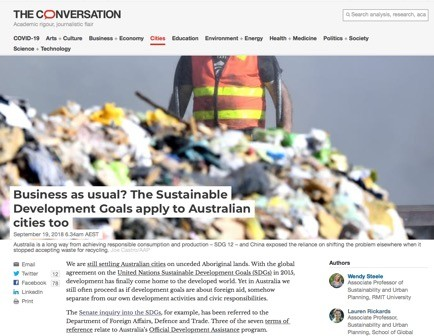 THE CONVERSATION
Academic rigour, journalistic flair
Search analysis, research, aca
COVID-19 Arts + Culture Business + Economy Cities Education Environment + Energy Health + Medicine Politics + Society
Science + Technology
Business as usual? The Sustainable
Development Goals apply to Australian
cities too
September 19, 2018 6.34am AEST
Australia is a long way from achieving responsible consumption and production – SDG 12 – and China exposed the reliance on shifting the problem elsewhere when it
stopped accepting waste for recycling. Joe Castro/AAP
Email
Twitter 12
Facebook 78
LinkedIn
Print
We are still settling Australian cities on unceded Aboriginal lands. With the global
agreement on the United Nations Sustainable Development Goals (SDGs) in 2015,
development has finally come home to the developed world. Yet in Australia we
still often proceed as if development goals are about foreign aid, somehow
separate from our own development activities and civic responsibilities.
The Senate inquiry into the SDGs, for example, has been referred to the
Department of Foreign Affairs, Defence and Trade. Three of the seven terms of
reference relate to Australia's Official Development Assistance program.
Authors
Wendy Steele
Associate Professor of
Sustainability and Urban
Planning, RMIT University
Lauren Rickards
Associate Professor,
Sustainability and Urban
Planning, School of Global